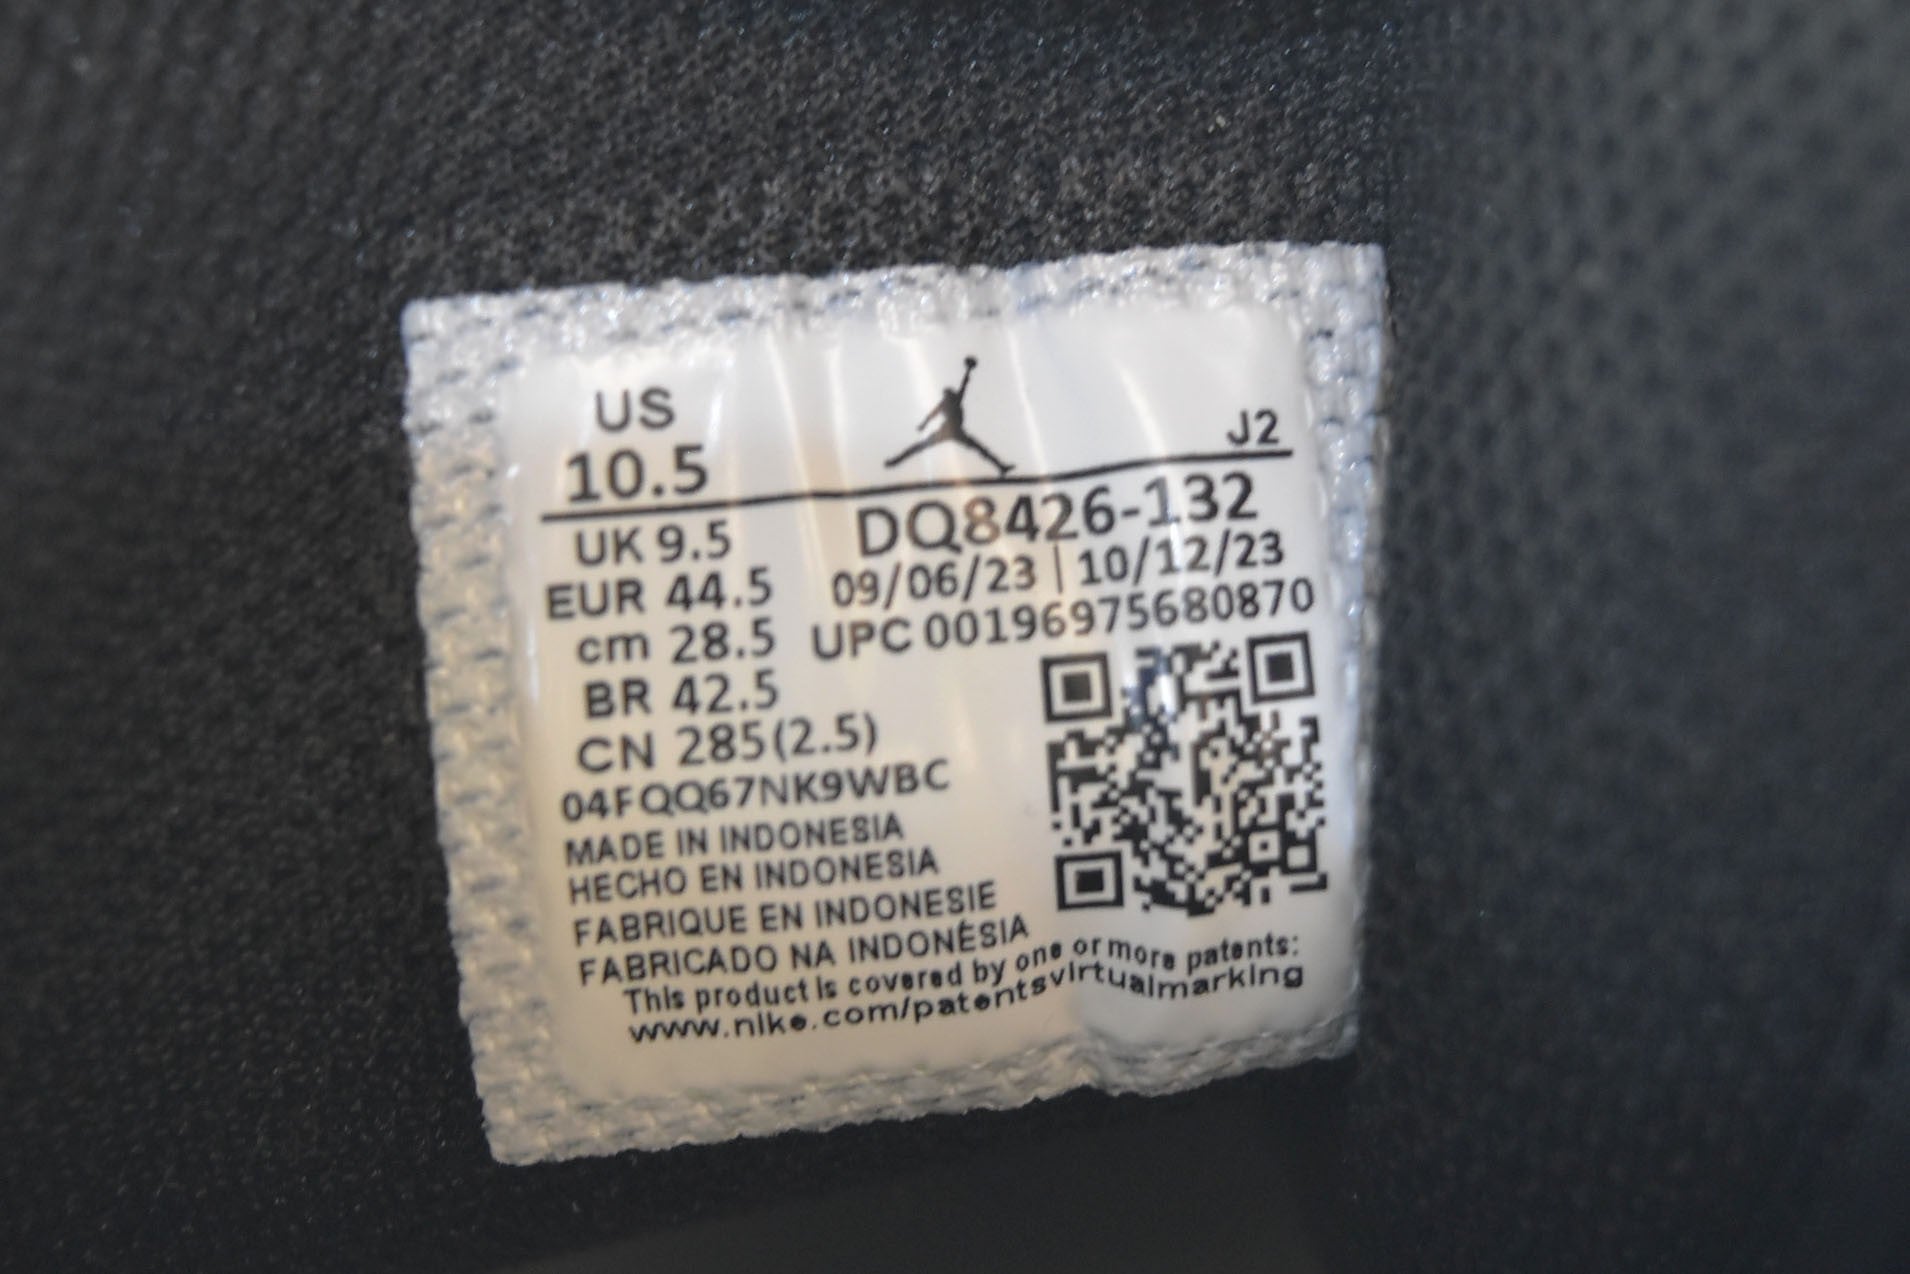 US
10.5
J2
UK 9.5
EUR 44.5
cm 28.5
BR 42.5
CN 285(2.5)
DQ8426-132
09/06/23 | 10/12/23
UPC 00196975680870
04FQQ67NK9WBC
MADE IN INDONESIA
HECHO EN INDONESIA
FABRIQUE EN INDONESIE
FABRICADO NA INDONÉSIA
This product is covered by one or more patents:
www.nike.com/patentsvirtualmarking